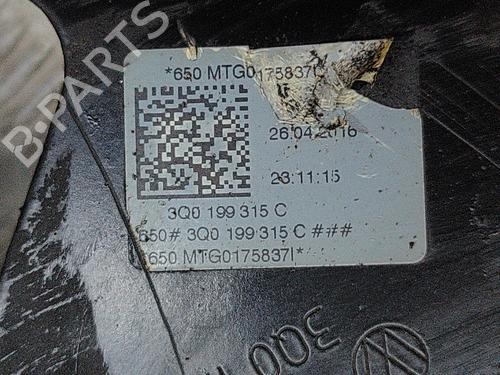 B-PARTS
*650 MTG0175837I
26.04.2016
23:11:15
3Q0 199 315 C
650# 3Q0 199 315 C ###
*650 MTG0175837I*